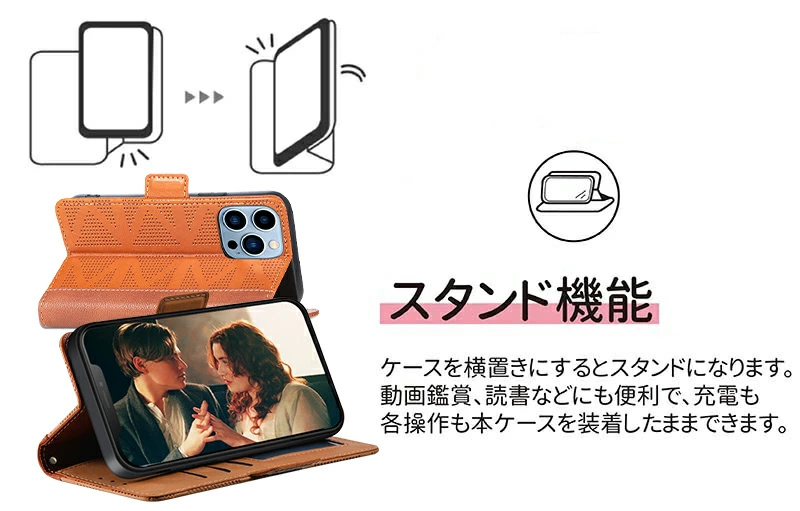 スタンド機能
ケースを横置きにするとスタンドになります。
動画鑑賞、読書などにも便利で、充電も
各操作も本ケースを装着したままできます。